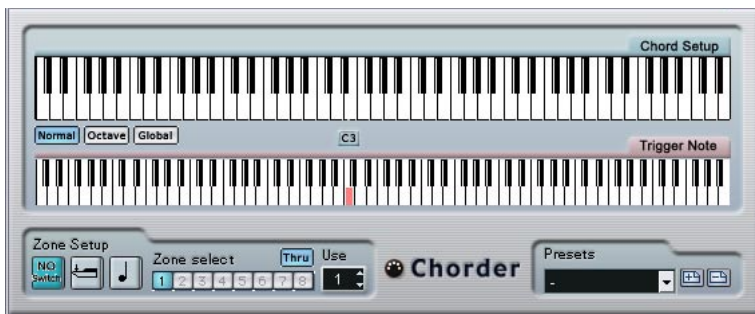 Chord Setup
Normal Octave Global
C3
Trigger Note
Zone Setup
NO Switch
Zone select Thru Use
1 2 3 4 5 6 7 8 1
Chorder
Presets
-